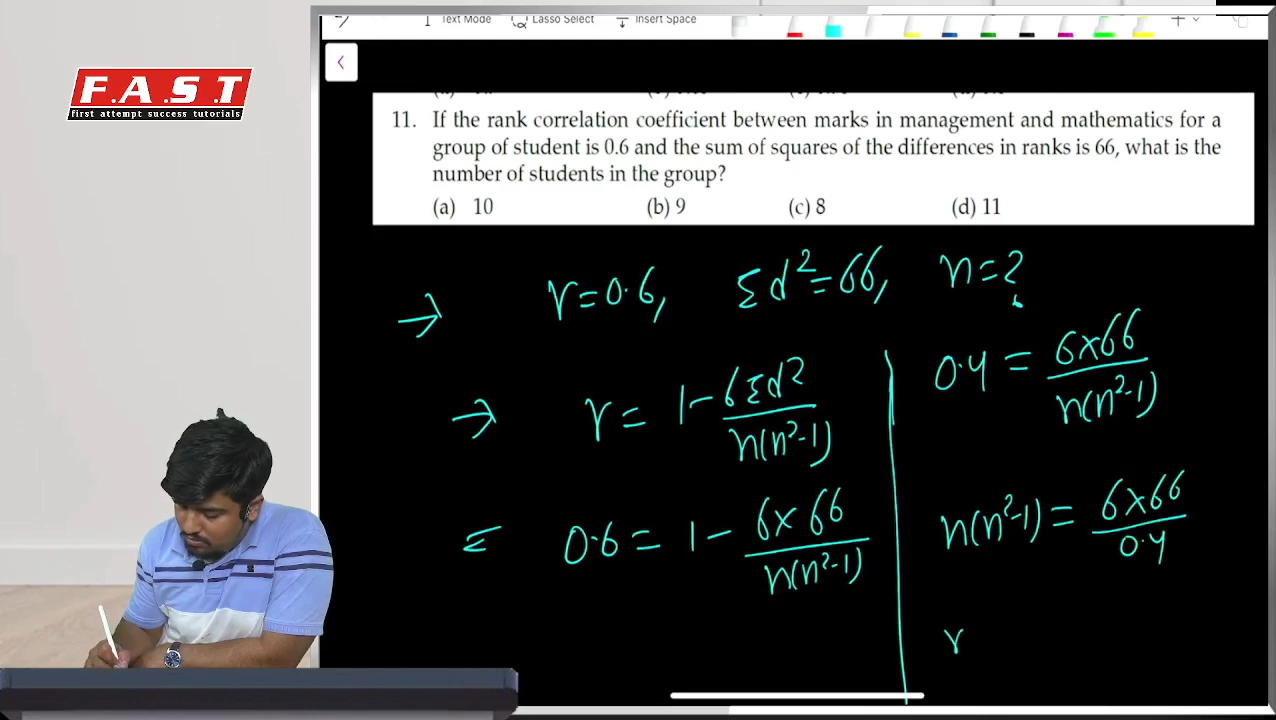 F.A.S.T
first attempt success tutorials
Text Mode
Lasso Select
Insert Space
11. If the rank correlation coefficient between marks in management and mathematics for a
group of student is 0.6 and the sum of squares of the differences in ranks is 66, what is the
number of students in the group?
(a) 10 (b) 9 (c) 8 (d) 11
→ r = 0.6, Σd² = 66, n = ?
→ r = 1 - 6Σd² / n(n²-1)
= 0.6 = 1 - 6×66 / n(n²-1)
0.4 = 6×66 / n(n²-1)
n(n²-1) = 6×66 / 0.4